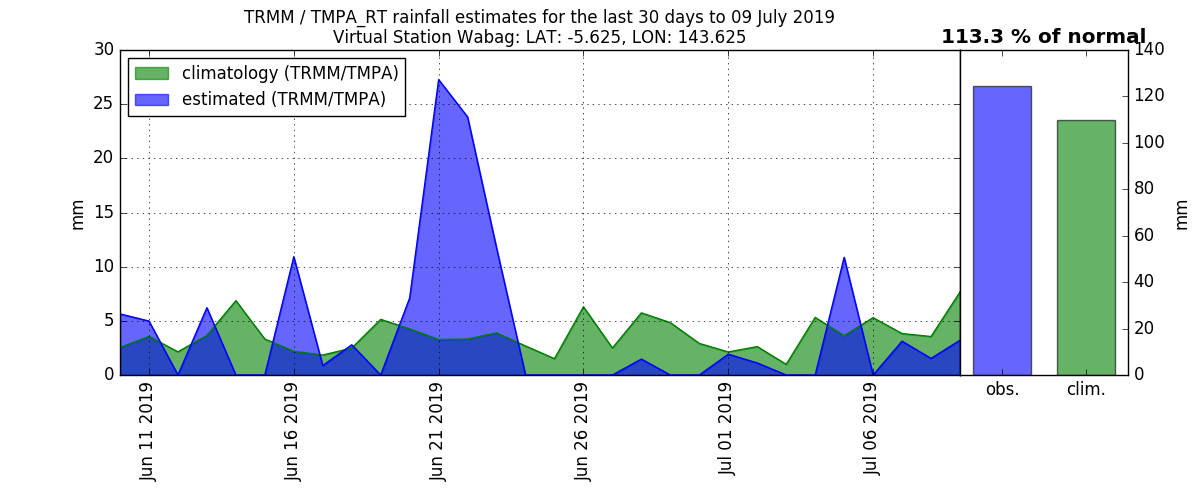 TRMM / TMPA_RT rainfall estimates for the last 30 days to 09 July 2019
Virtual Station Wabag: LAT: -5.625, LON: 143.625
113.3 % of normal
climatology (TRMM/TMPA)
estimated (TRMM/TMPA)
mm
30
25
20
15
10
5
0
Jun 11 2019
Jun 16 2019
Jun 21 2019
Jun 26 2019
Jul 01 2019
Jul 06 2019
obs.
clim.
140
120
100
80
60
40
20
0
mm